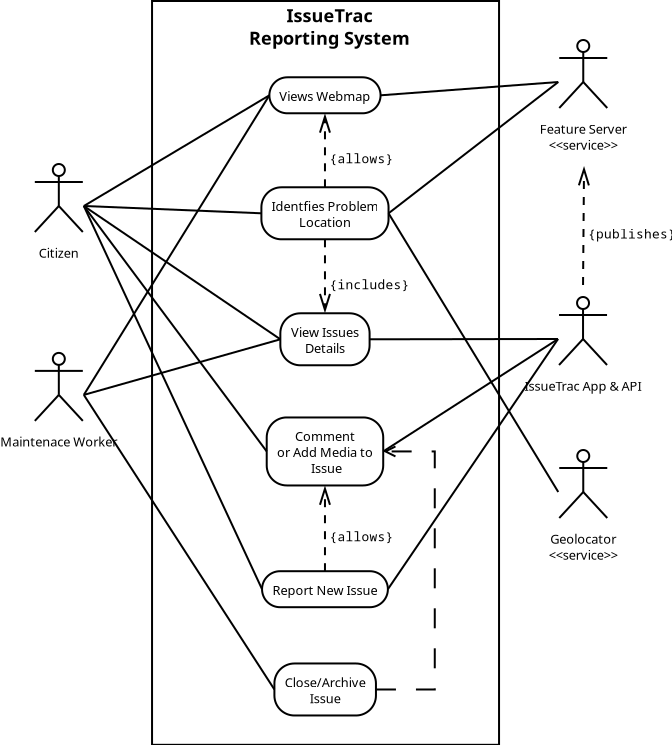 IssueTrac
Reporting System
Views Webmap
{allows}
Feature Server
<<service>>
Identfies Problem
Location
Citizen
{publishes}
{includes}
View Issues
Details
IssueTrac App & API
Maintenace Worker
Comment
or Add Media to
Issue
{allows}
Geolocator
<<service>>
Report New Issue
Close/Archive
Issue